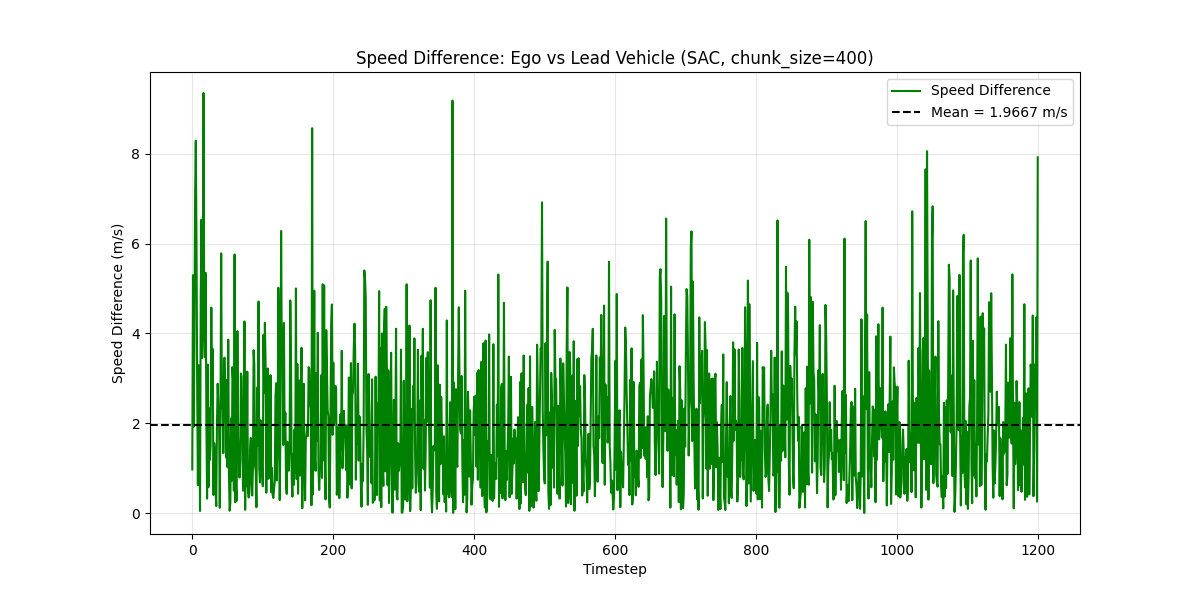 Speed Difference: Ego vs Lead Vehicle (SAC, chunk_size=400)
Speed Difference
Mean = 1.9667 m/s
Speed Difference (m/s)
8
6
4
2
0
0 200 400 600 800 1000 1200
Timestep